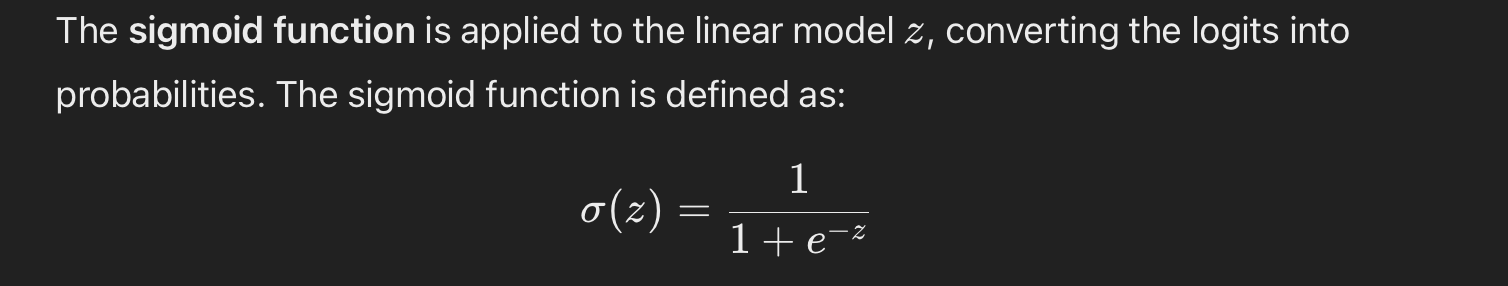 The sigmoid function is applied to the linear model z, converting the logits into
probabilities. The sigmoid function is defined as:
σ(z) = 1 / (1 + e^{-z})